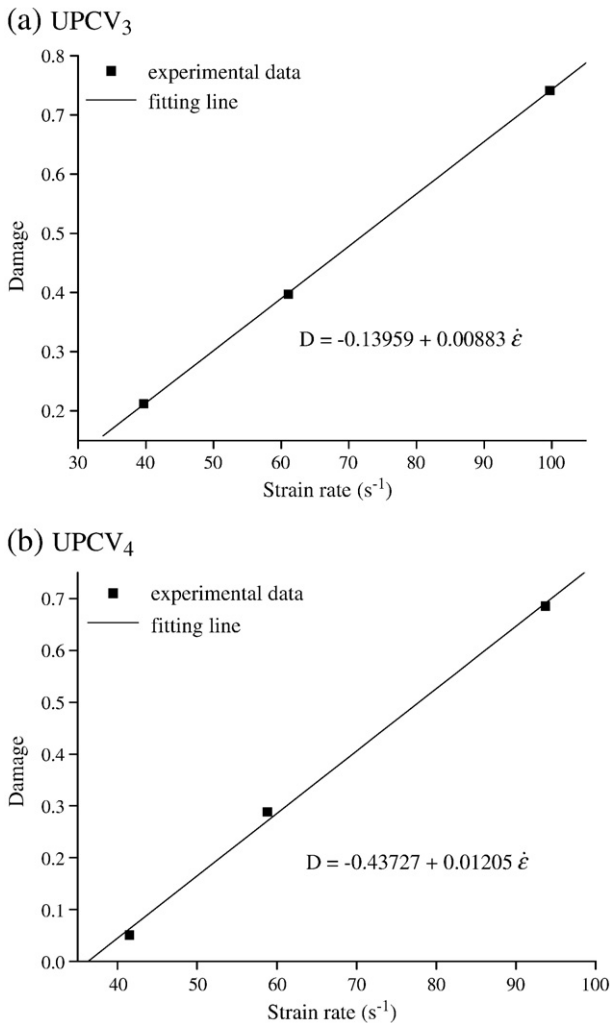 (a) UPCV₃
0.8
experimental data
fitting line
0.7
0.6
0.5
Damage
0.4
D = -0.13959 + 0.00883 ε̇
0.3
0.2
30 40 50 60 70 80 90 100
Strain rate (s⁻¹)
(b) UPCV₄
experimental data
0.7
fitting line
0.6
0.5
0.4
Damage
0.3
D = -0.43727 + 0.01205 ε̇
0.2
0.1
0.0
40 50 60 70 80 90 100
Strain rate (s⁻¹)